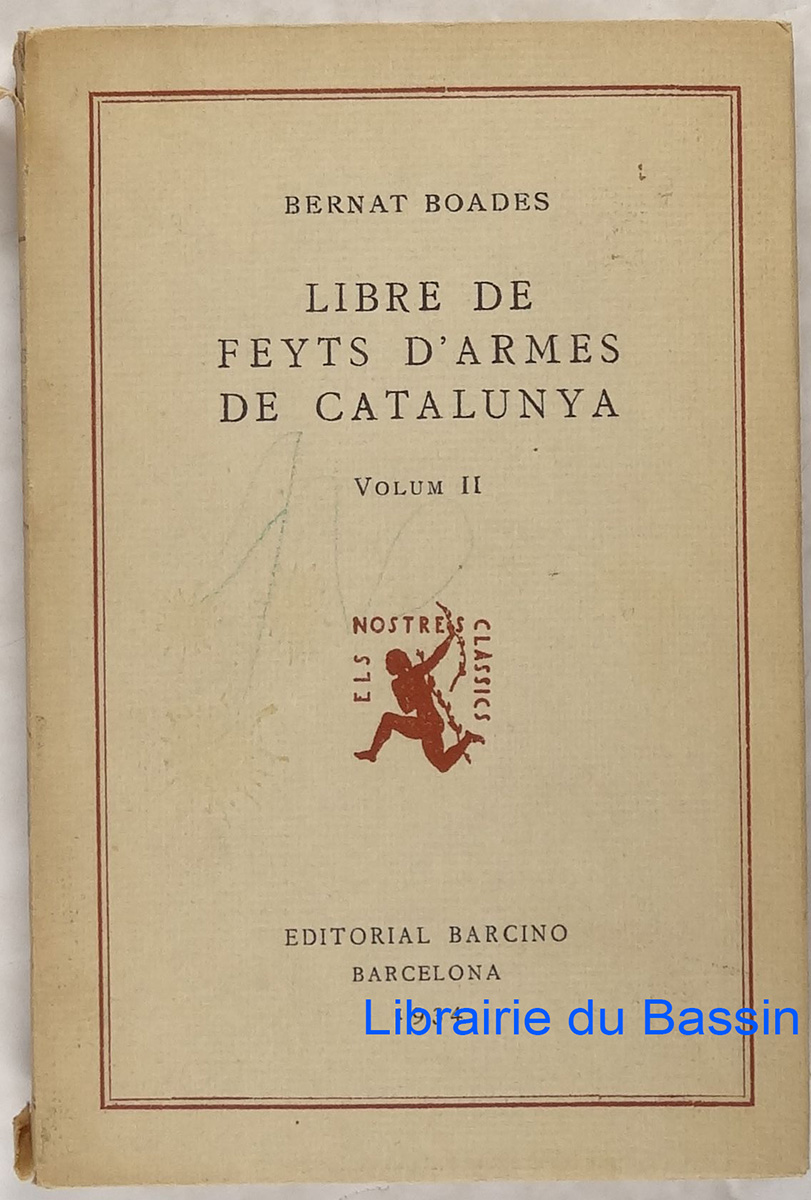 BERNAT BOADES
LIBRE DE
FEYTS D'ARMES
DE CATALUNYA
VOLUM II
ELS NOSTRES CLASSICS
EDITORIAL BARCINO
BARCELONA
1934
Librairie du Bassin